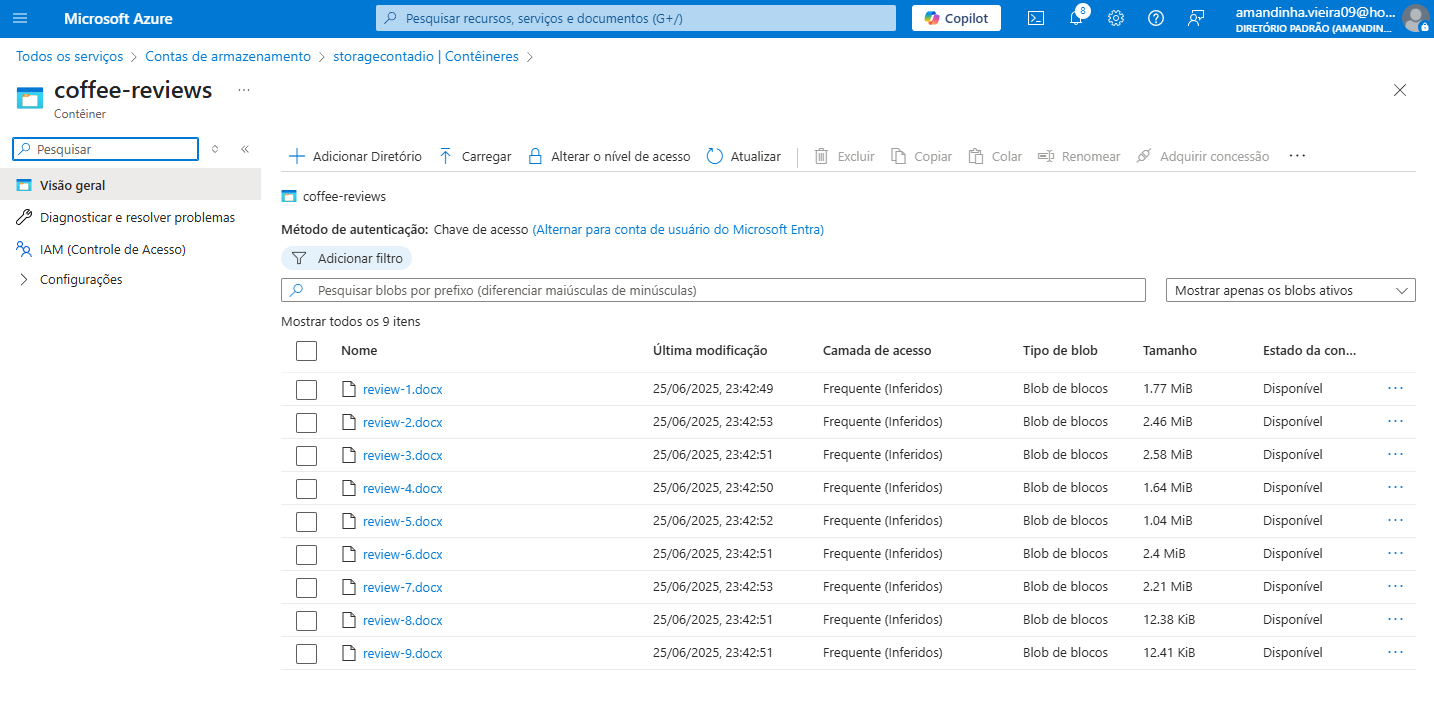 Microsoft Azure
Pesquisar recursos, serviços e documentos (G+/)
Copilot
8
amandinha.vieira09@ho...
DIRETÓRIO PADRÃO (AMANDIN...
Todos os serviços > Contas de armazenamento > storagecontadio | Contêineres >
coffee-reviews ...
Contêiner
Pesquisar
Visão geral
Diagnosticar e resolver problemas
IAM (Controle de Acesso)
Configurações
Adicionar Diretório Carregar Alterar o nível de acesso Atualizar Excluir Copiar Colar Renomear Adquirir concessão ...
coffee-reviews
Método de autenticação: Chave de acesso (Alternar para conta de usuário do Microsoft Entra)
Adicionar filtro
Pesquisar blobs por prefixo (diferenciar maiúsculas de minúsculas) Mostrar apenas os blobs ativos
Mostrar todos os 9 itens
Nome Última modificação Camada de acesso Tipo de blob Tamanho Estado da con...
review-1.docx 25/06/2025, 23:42:49 Frequente (Inferidos) Blob de blocos 1.77 MiB Disponível ...
review-2.docx 25/06/2025, 23:42:53 Frequente (Inferidos) Blob de blocos 2.46 MiB Disponível ...
review-3.docx 25/06/2025, 23:42:51 Frequente (Inferidos) Blob de blocos 2.58 MiB Disponível ...
review-4.docx 25/06/2025, 23:42:50 Frequente (Inferidos) Blob de blocos 1.64 MiB Disponível ...
review-5.docx 25/06/2025, 23:42:52 Frequente (Inferidos) Blob de blocos 1.04 MiB Disponível ...
review-6.docx 25/06/2025, 23:42:51 Frequente (Inferidos) Blob de blocos 2.4 MiB Disponível ...
review-7.docx 25/06/2025, 23:42:53 Frequente (Inferidos) Blob de blocos 2.21 MiB Disponível ...
review-8.docx 25/06/2025, 23:42:51 Frequente (Inferidos) Blob de blocos 12.38 KiB Disponível ...
review-9.docx 25/06/2025, 23:42:51 Frequente (Inferidos) Blob de blocos 12.41 KiB Disponível ...